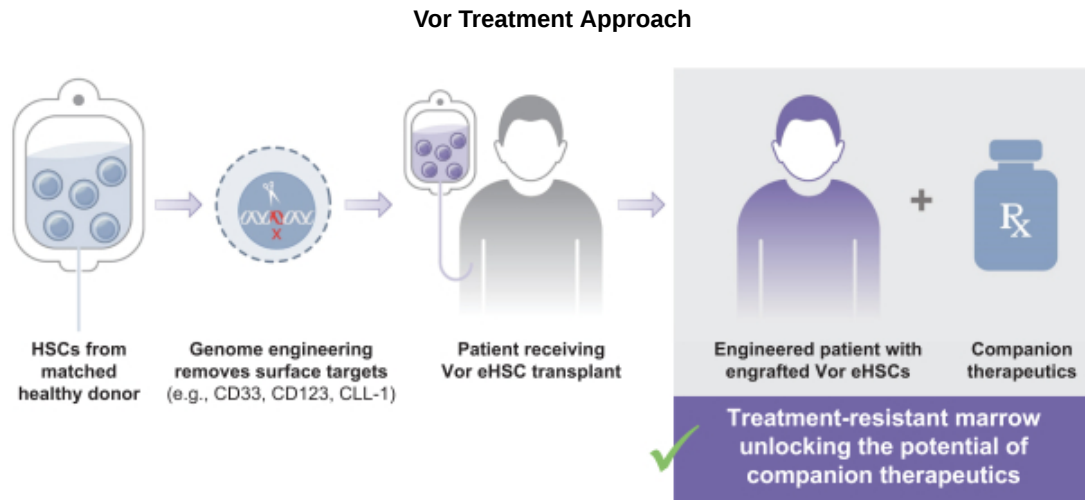 Vor Treatment Approach
HSCs from
matched
healthy donor
Genome engineering
removes surface targets
(e.g., CD33, CD123, CLL-1)
X
Patient receiving
Vor eHSC transplant
Engineered patient with
engrafted Vor eHSCs
+
Rx
Companion
therapeutics
Treatment-resistant marrow
unlocking the potential of
companion therapeutics